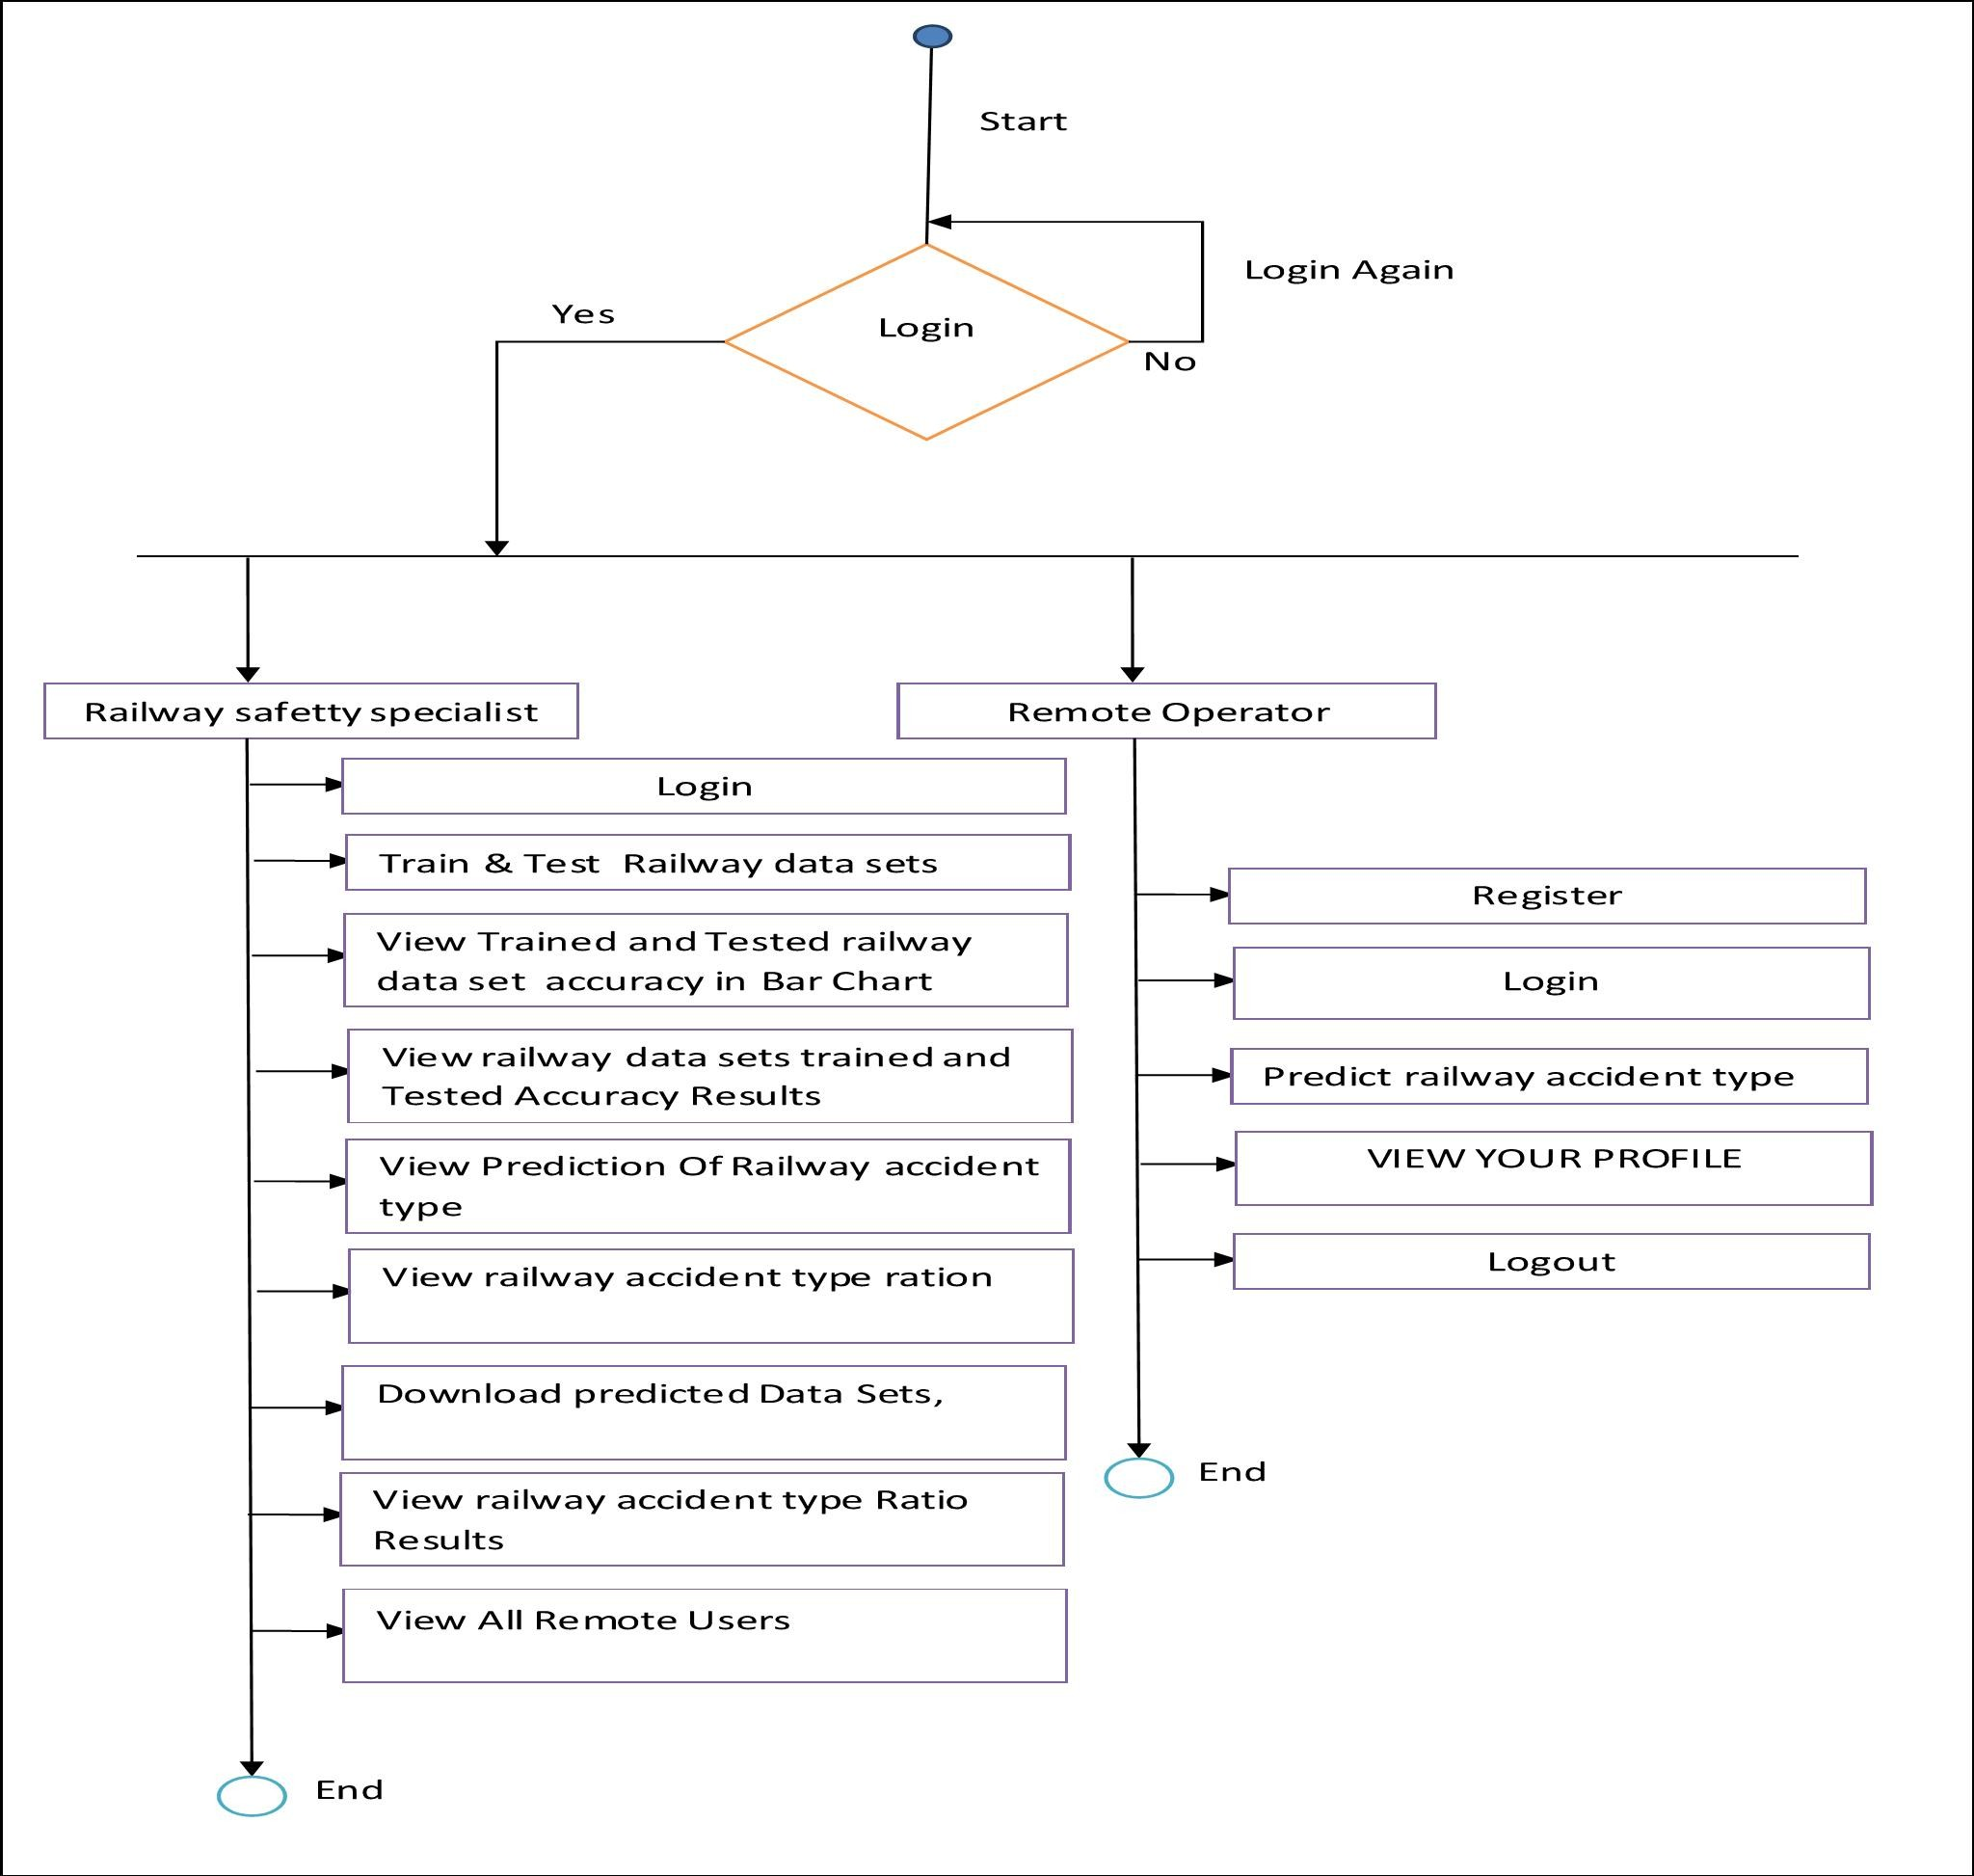 Start
Login Again
Yes
Login
No
Railway safetty specialist
Remote Operator
Login
Train & Test Railway data sets
View Trained and Tested railway
data set accuracy in Bar Chart
View railway data sets trained and
Tested Accuracy Results
View Prediction Of Railway accident
type
View railway accident type ration
Download predicted Data Sets,
View railway accident type Ratio
Results
View All Remote Users
End
Register
Login
Predict railway accident type
VIEW YOUR PROFILE
Logout
End